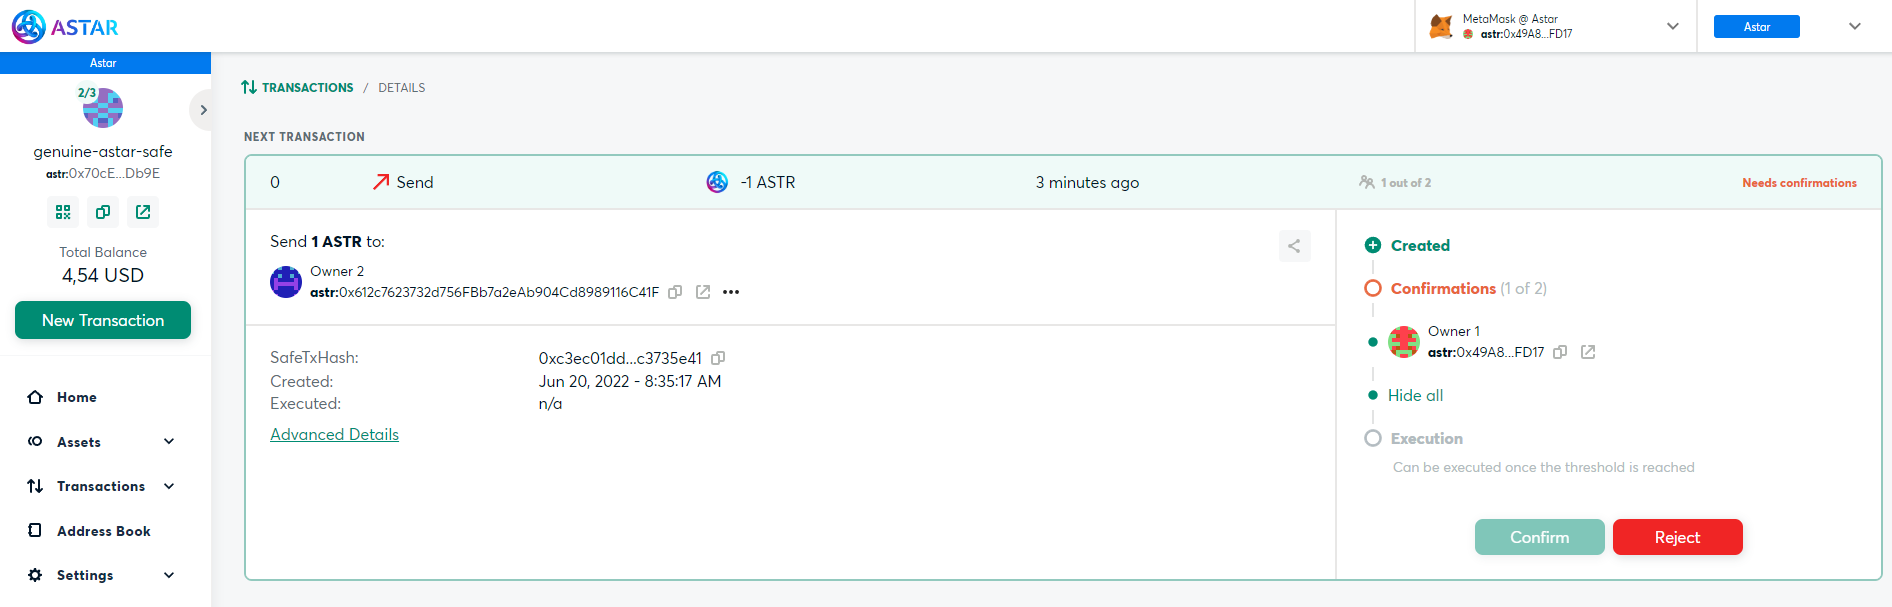 ASTAR
MetaMask @ Astar
astr:0x49A8...FD17
Astar
Astar
2/3
genuine-astar-safe
astr:0x70cE...Db9E
Total Balance
4,54 USD
New Transaction
Home
Assets
Transactions
Address Book
Settings
TRANSACTIONS / DETAILS
NEXT TRANSACTION
0 Send -1 ASTR 3 minutes ago 1 out of 2 Needs confirmations
Send 1 ASTR to:
Owner 2
astr:0x612c7623732d756FBb7a2eAb904Cd8989116C41F
SafeTxHash: 0xc3ec01dd...c3735e41
Created: Jun 20, 2022 - 8:35:17 AM
Executed: n/a
Advanced Details
Created
Confirmations (1 of 2)
Owner 1
astr:0x49A8...FD17
Hide all
Execution
Can be executed once the threshold is reached
Confirm Reject